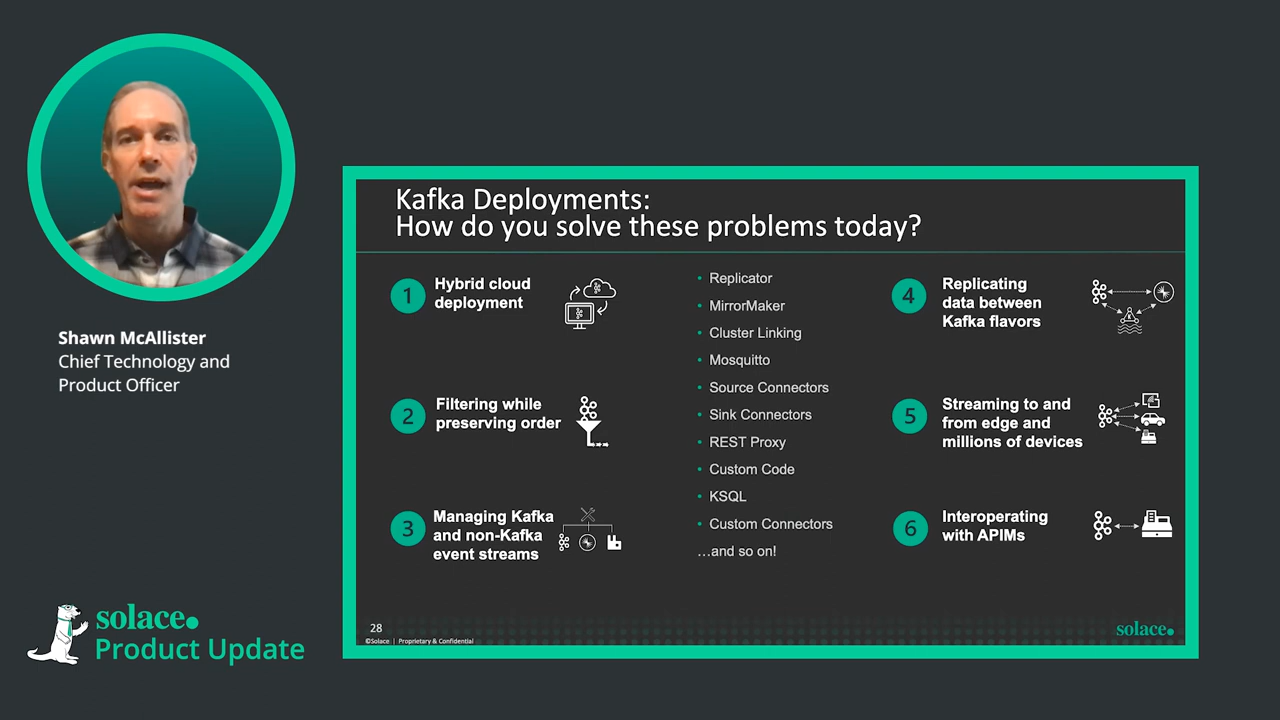 Shawn McAllister
Chief Technology and
Product Officer
solace.
Product Update
Kafka Deployments:
How do you solve these problems today?
1
Hybrid cloud
deployment
2
Filtering while
preserving order
3
Managing Kafka
and non-Kafka
event streams
• Replicator
• MirrorMaker
• Cluster Linking
• Mosquitto
• Source Connectors
• Sink Connectors
• REST Proxy
• Custom Code
• KSQL
• Custom Connectors
...and so on!
4
Replicating
data between
Kafka flavors
5
Streaming to and
from edge and
millions of devices
6
Interoperating
with APIMs
28
©Solace | Proprietary & Confidential
solace.